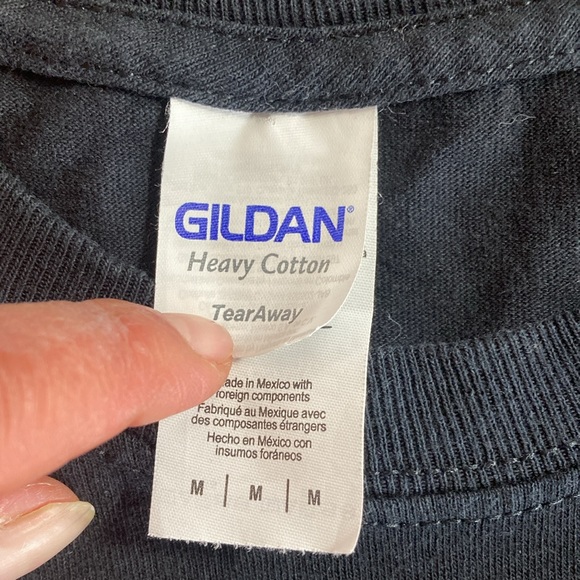 GILDAN®
Heavy Cotton
TearAway
ade in Mexico with
foreign components
Fabriqué au Mexique avec
des composantes étrangers
Hecho en México con
insumos foráneos
M | M | M